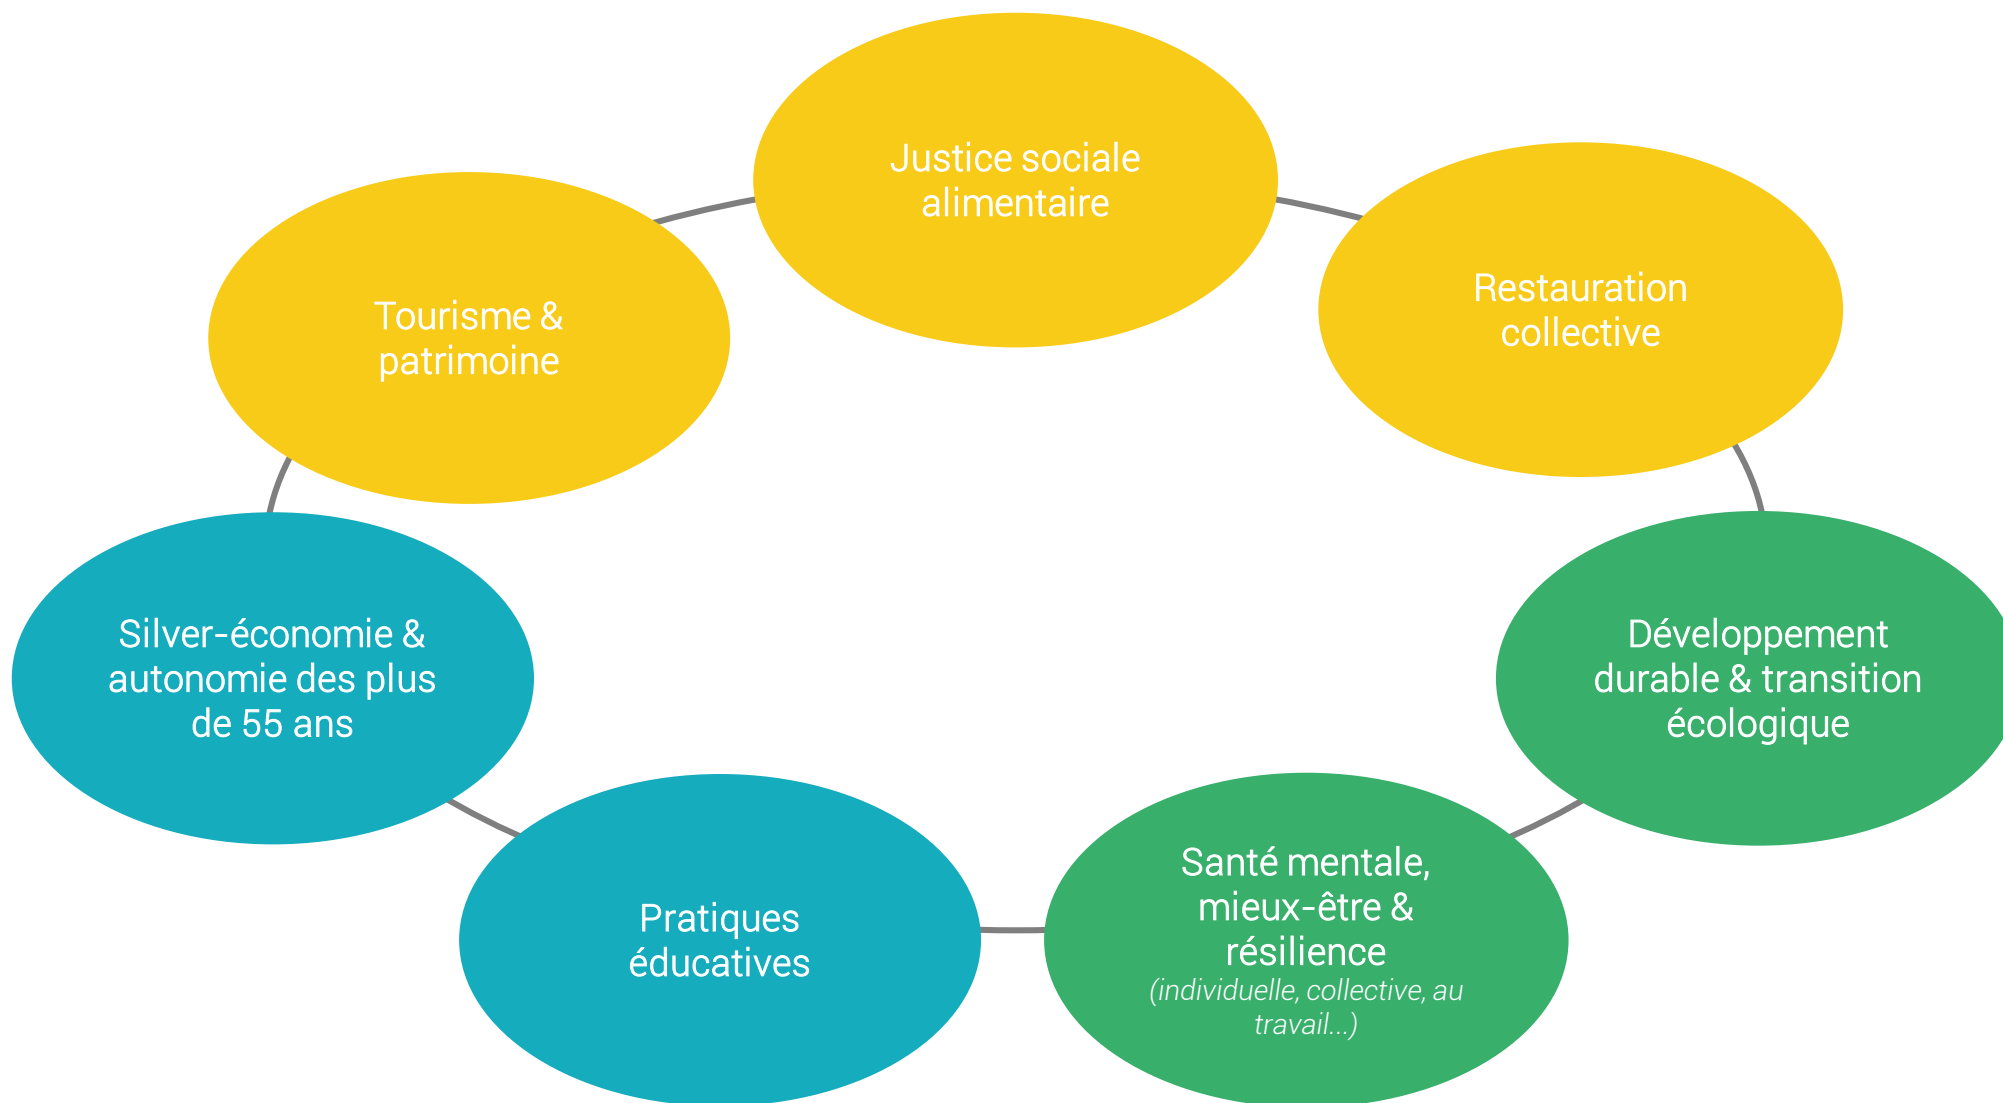 Justice sociale
alimentaire
Restauration
collective
Tourisme &
patrimoine
Silver-économie &
autonomie des plus
de 55 ans
Développement
durable & transition
écologique
Pratiques
éducatives
Santé mentale,
mieux-être &
résilience
(individuelle, collective, au
travail...)